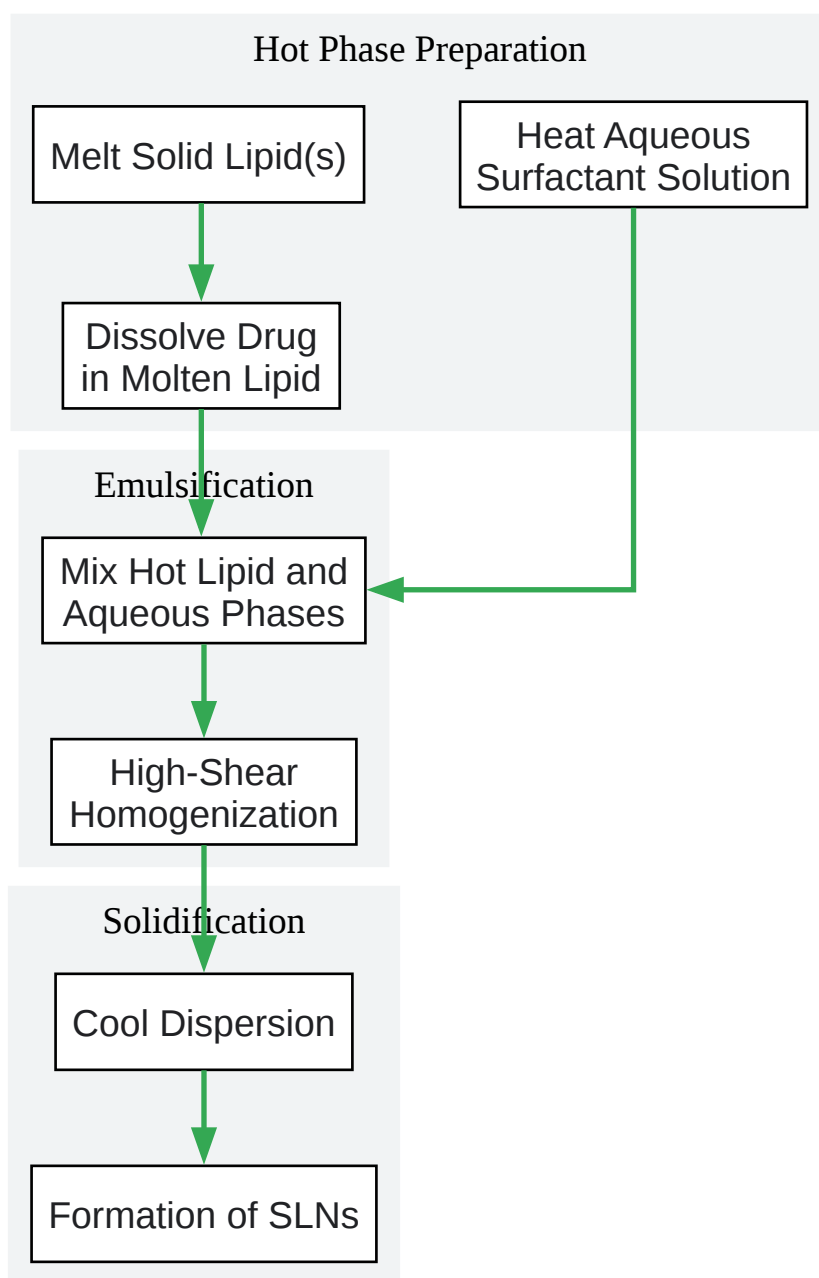 Hot Phase Preparation
Melt Solid Lipid(s)
Heat Aqueous
Surfactant Solution
Dissolve Drug
in Molten Lipid
Emulsification
Mix Hot Lipid and
Aqueous Phases
High-Shear
Homogenization
Solidification
Cool Dispersion
Formation of SLNs